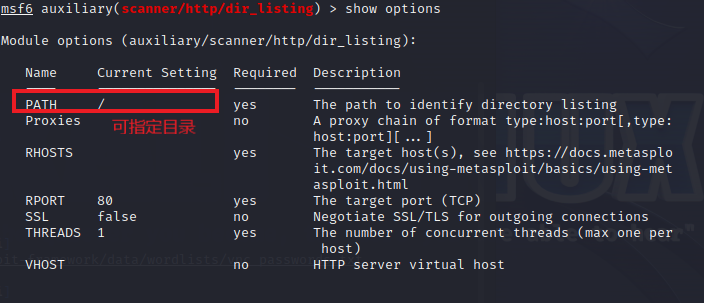 msf6 auxiliary(scanner/http/dir_listing) > show options
Module options (auxiliary/scanner/http/dir_listing):
Name Current Setting Required Description
PATH / yes The path to identify directory listing
可指定目录
Proxies no A proxy chain of format type:host:port[,type:
host:port][...]
RHOSTS yes The target host(s), see https://docs.metasplo
it.com/docs/using-metasploit/basics/using-met
asploit.html
RPORT 80 yes The target port (TCP)
SSL false no Negotiate SSL/TLS for outgoing connections
THREADS 1 yes The number of concurrent threads (max one per
host)
VHOST no HTTP server virtual host